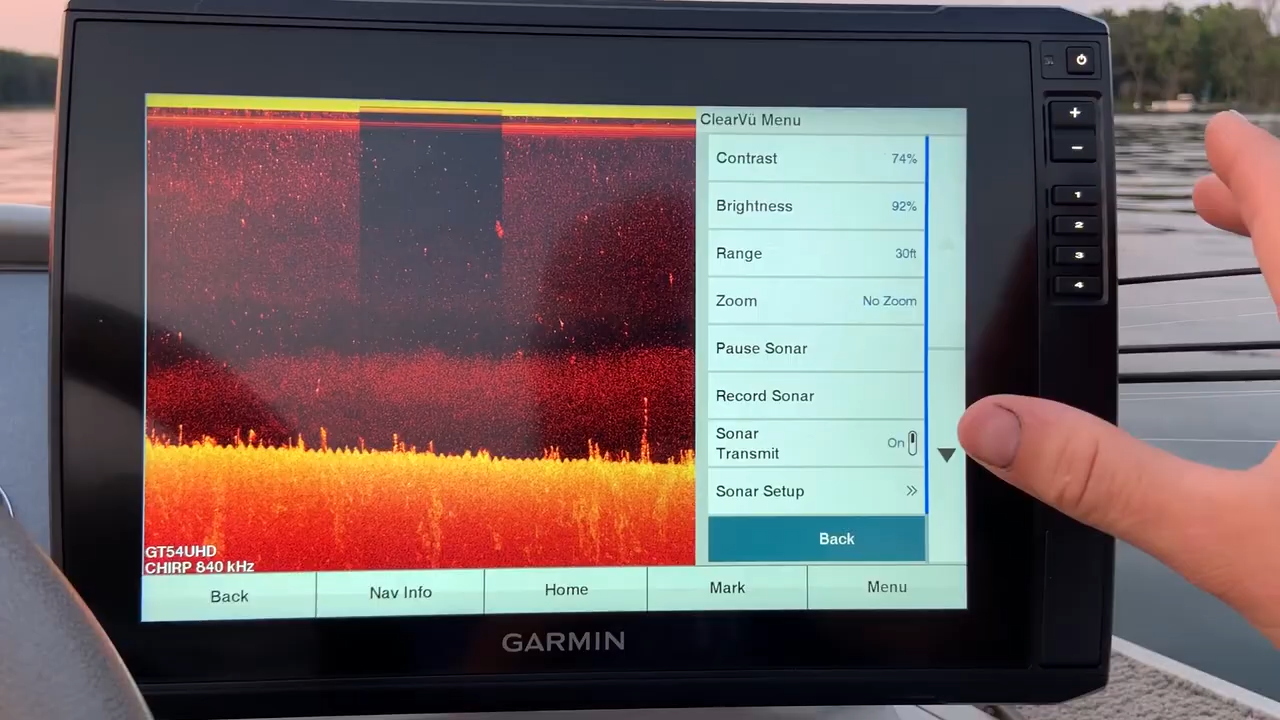 ClearVü Menu
Contrast 74%
Brightness 92%
Range 30ft
Zoom No Zoom
Pause Sonar
Record Sonar
Sonar Transmit On
Sonar Setup »
Back
GT54UHD
CHIRP 840 kHz
Back Nav Info Home Mark Menu
GARMIN
+
-
1
2
3
4